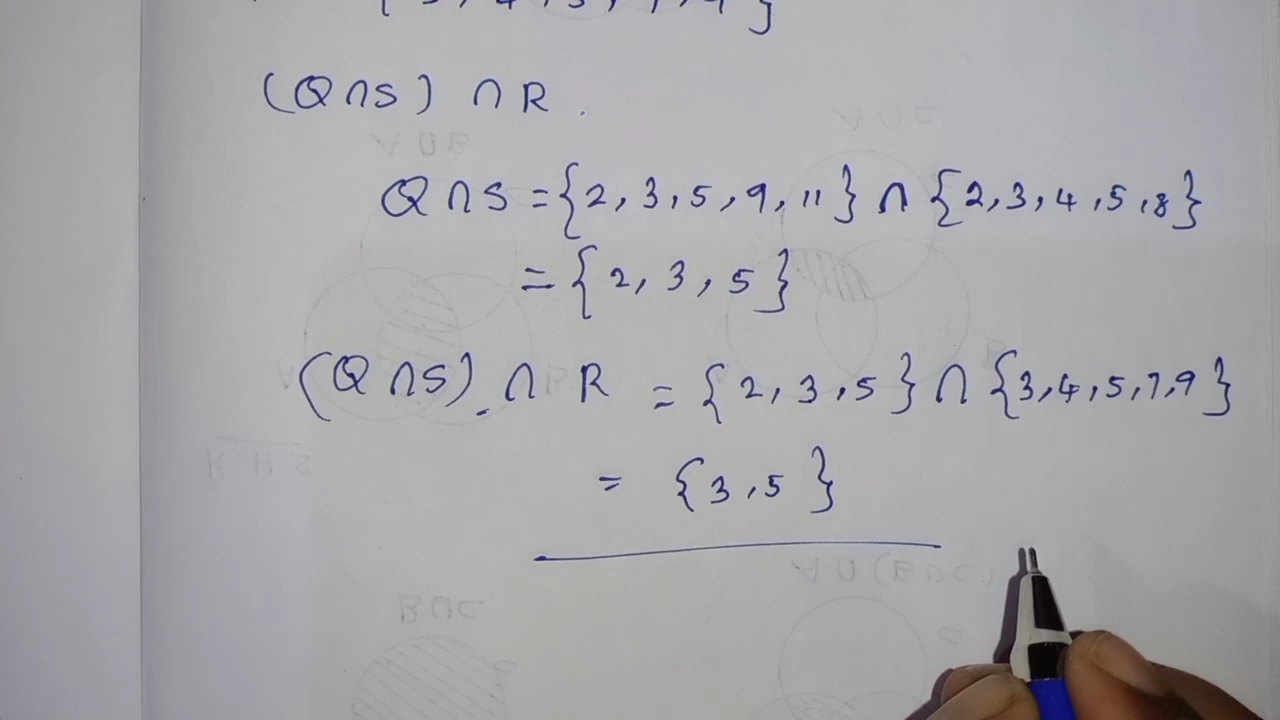 (Q∩S) ∩ R .
Q∩S = {2, 3, 5, 9, 11} ∩ {2, 3, 4, 5, 8}
= {2, 3, 5}
(Q∩S). ∩ R = {2, 3, 5} ∩ {3, 4, 5, 7, 9}
= {3, 5}